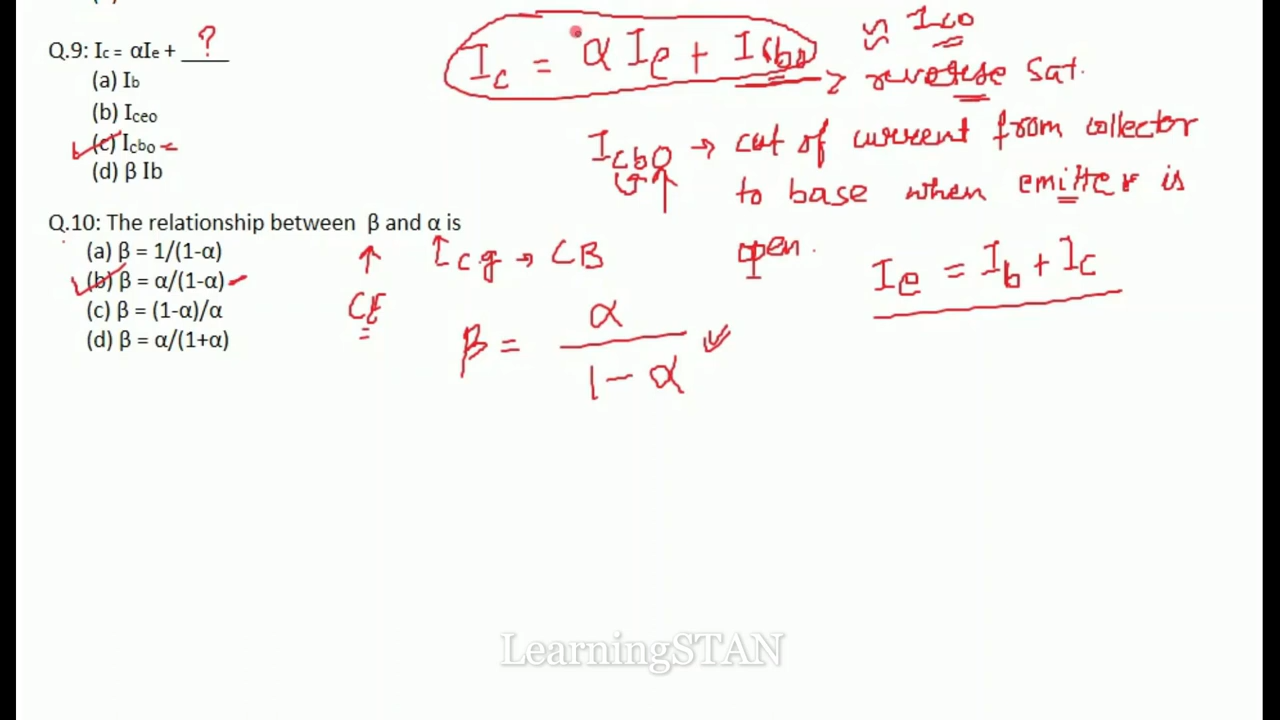 Q.9: Ic = αIe + ____ ?
(a) Ib
(b) Iceo
(c) Icbo
(d) β Ib
Ic = α Ie + Icbo
≈ Ico
→ reverse sat.
Icbo → cut of current from collector
to base when emitter is
open.
Q.10: The relationship between β and α is
(a) β = 1/(1-α)
(b) β = α/(1-α)
(c) β = (1-α)/α
(d) β = α/(1+α)
↑ CE
→ CB
Ie = Ib + Ic
β = α / 1 - α
LearningSTAN